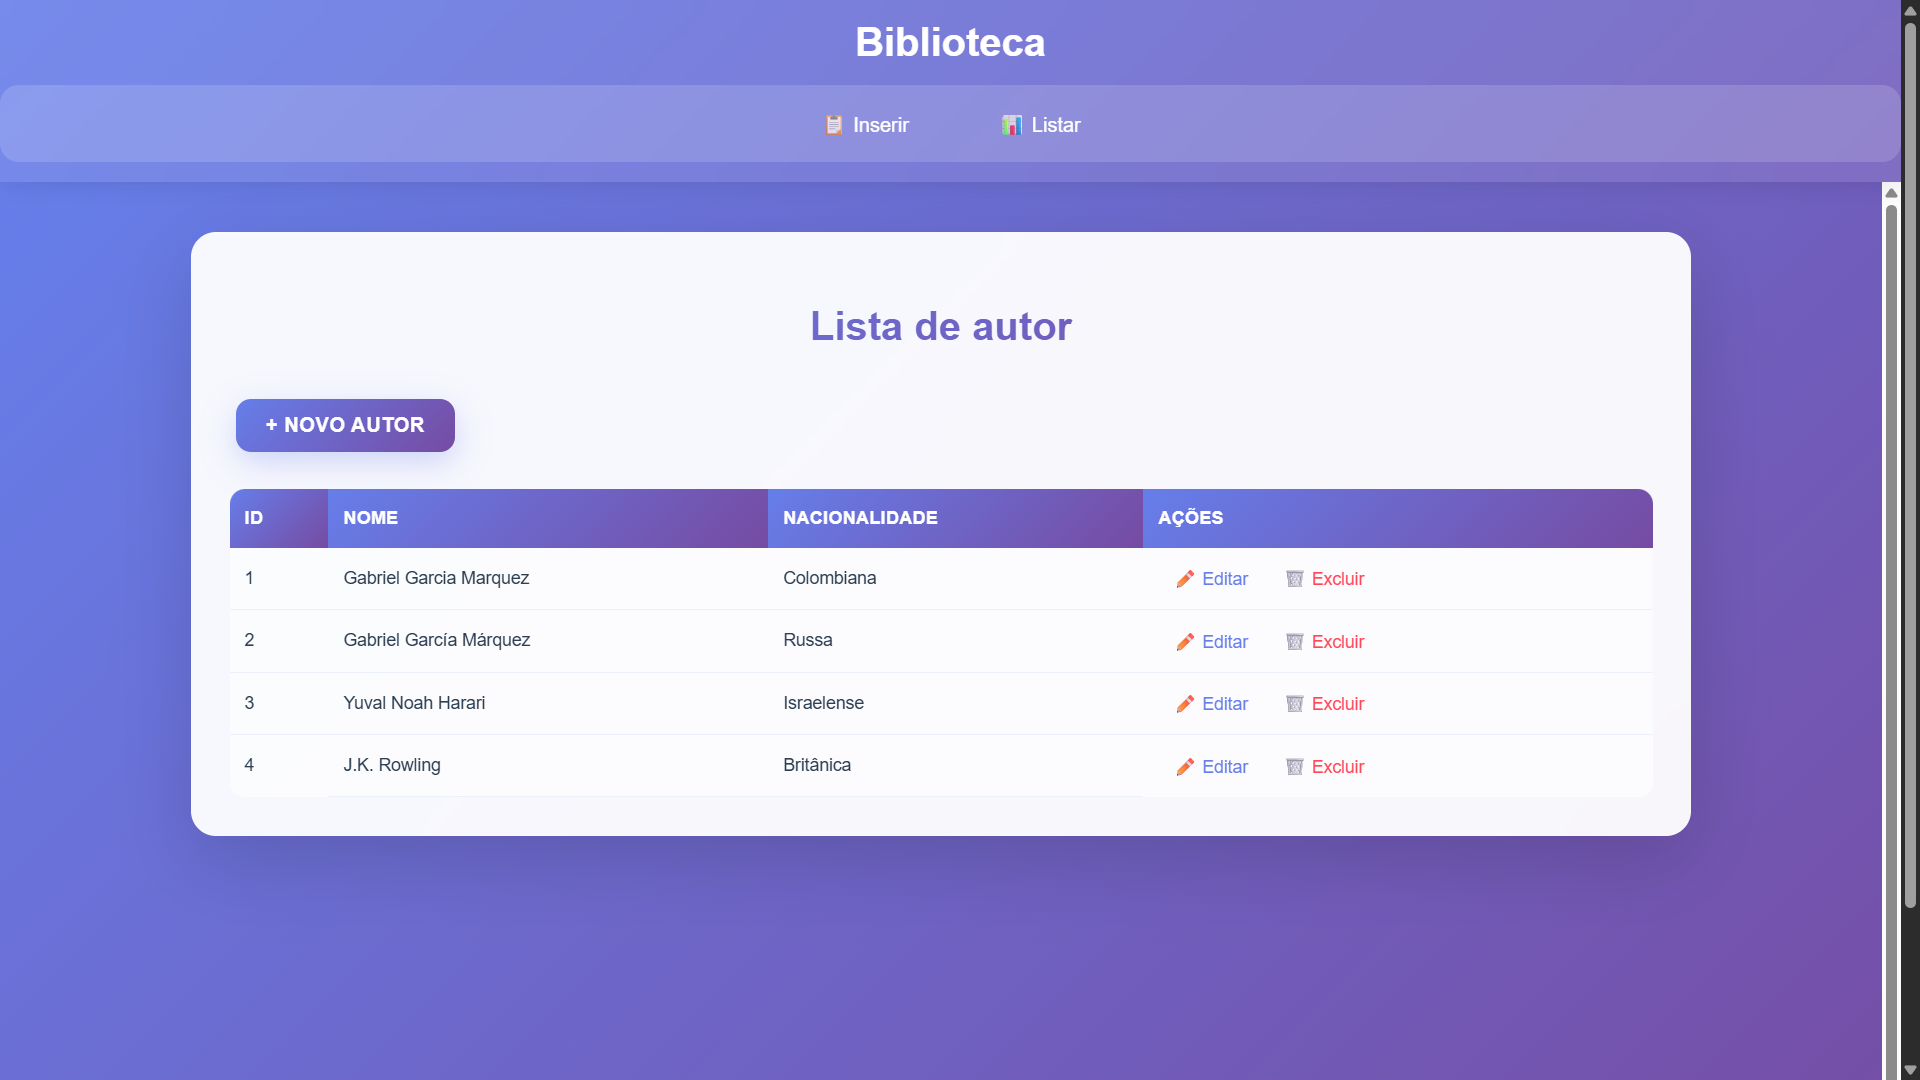 Biblioteca
Inserir Listar
Lista de autor
+ NOVO AUTOR
ID NOME NACIONALIDADE AÇÕES
1 Gabriel Garcia Marquez Colombiana Editar Excluir
2 Gabriel García Márquez Russa Editar Excluir
3 Yuval Noah Harari Israelense Editar Excluir
4 J.K. Rowling Britânica Editar Excluir